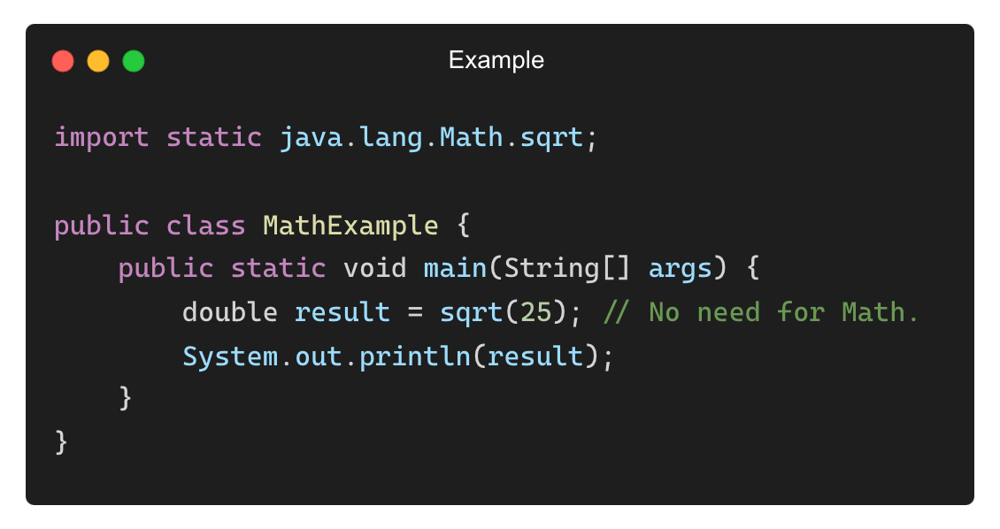 Example
import static java.lang.Math.sqrt;
public class MathExample {
    public static void main(String[] args) {
        double result = sqrt(25); // No need for Math.
        System.out.println(result);
    }
}